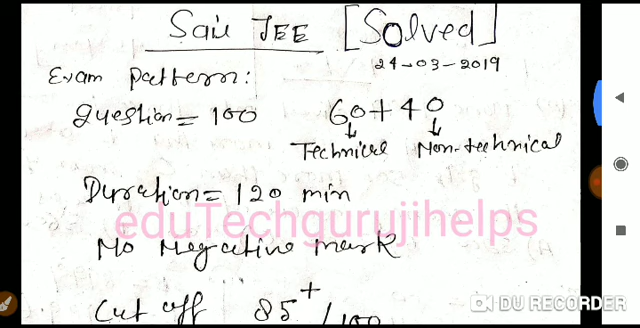 Sail JEE [Solved]
24-03-2019
Exam pattern:
question = 100 60 + 40
Technical Non-technical
Duration = 120 min
eduTechgurujihelps
No Negative mark
Cut off 85+/100
DU RECORDER